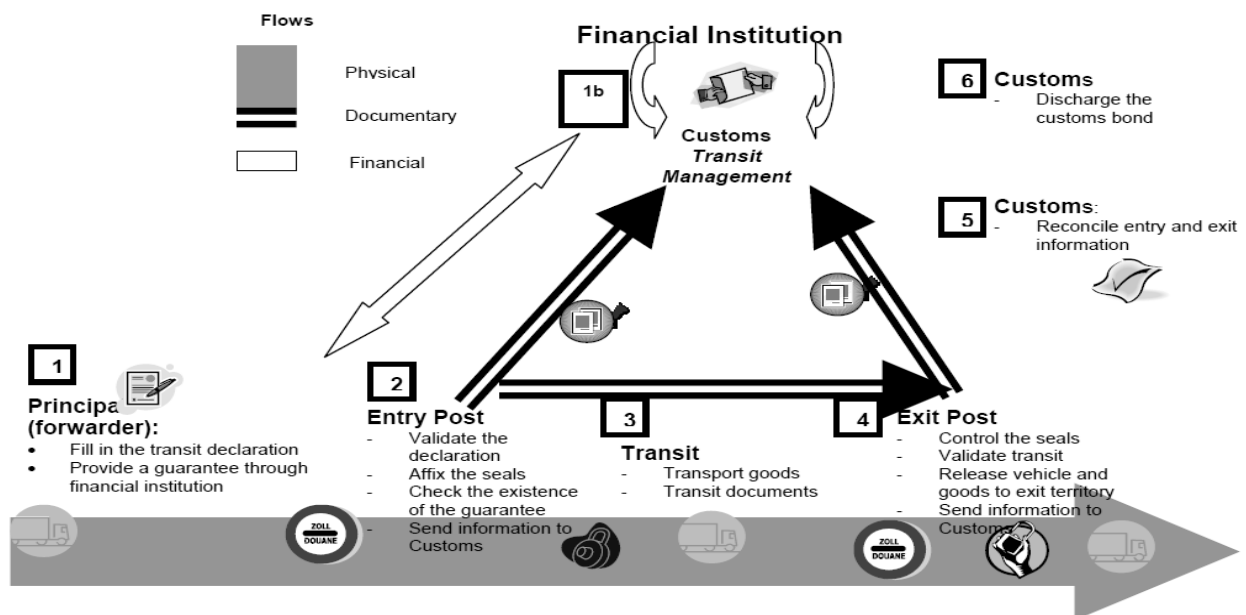 Flows
Physical
Documentary
Financial
Financial Institution
1b
Customs
Transit
Management
6
Customs
- Discharge the
customs bond
5
Customs:
- Reconcile entry and exit
information
1
Principa
(forwarder):
• Fill in the transit declaration
• Provide a guarantee through
financial institution
2
Entry Post
- Validate the
declaration
- Affix the seals
- Check the existence
of the guarantee
- Send information to
Customs
3
Transit
- Transport goods
- Transit documents
4
Exit Post
- Control the seals
- Validate transit
- Release vehicle and
goods to exit territory
- Send information to
Customs
ZOLL
DOUANE
ZOLL
DOUANE